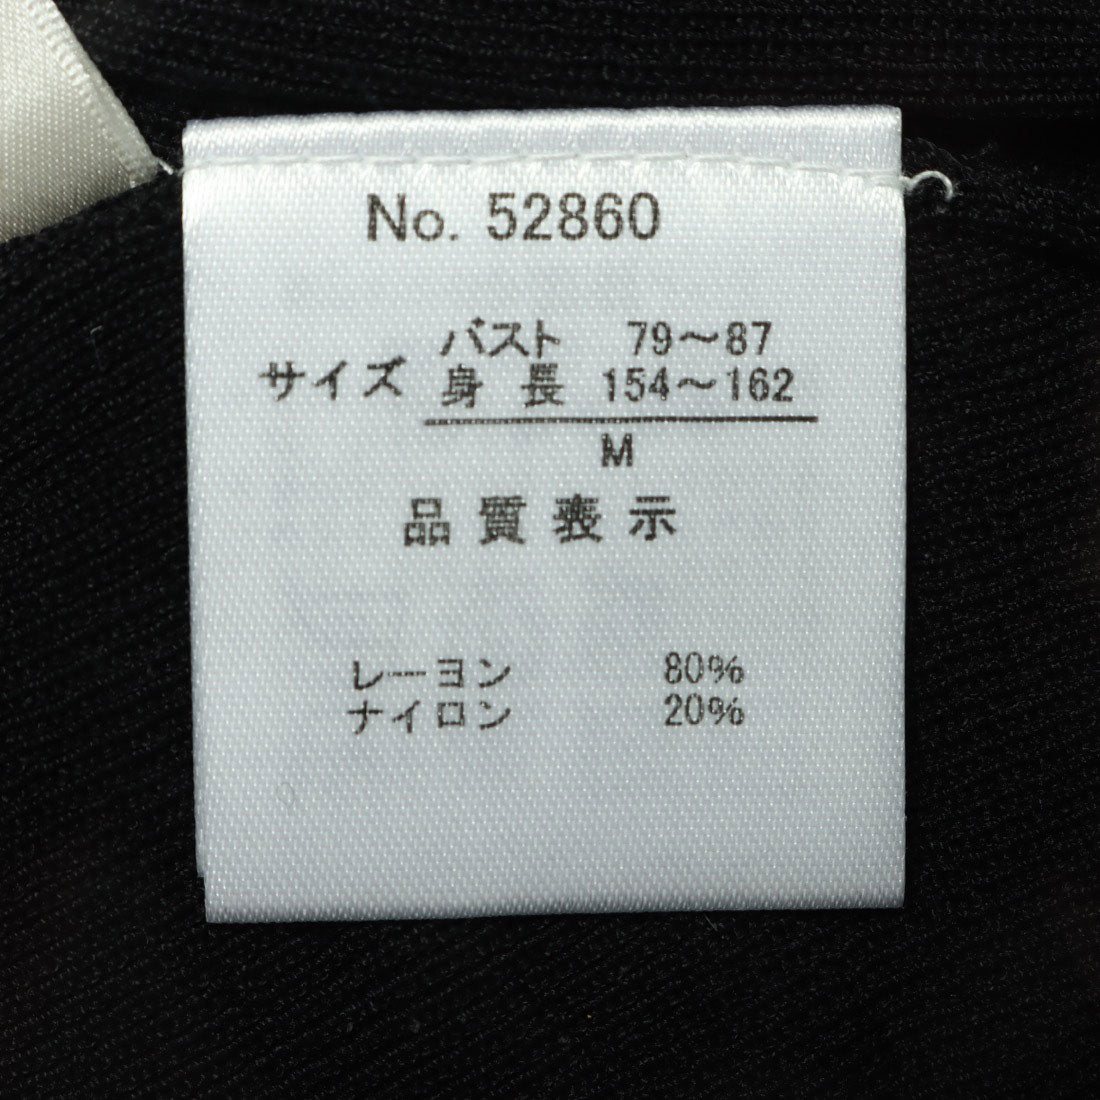 No. 52860
バスト 79～87
サイズ 身長 154～162
M
品質表示
レーヨン 80%
ナイロン 20%